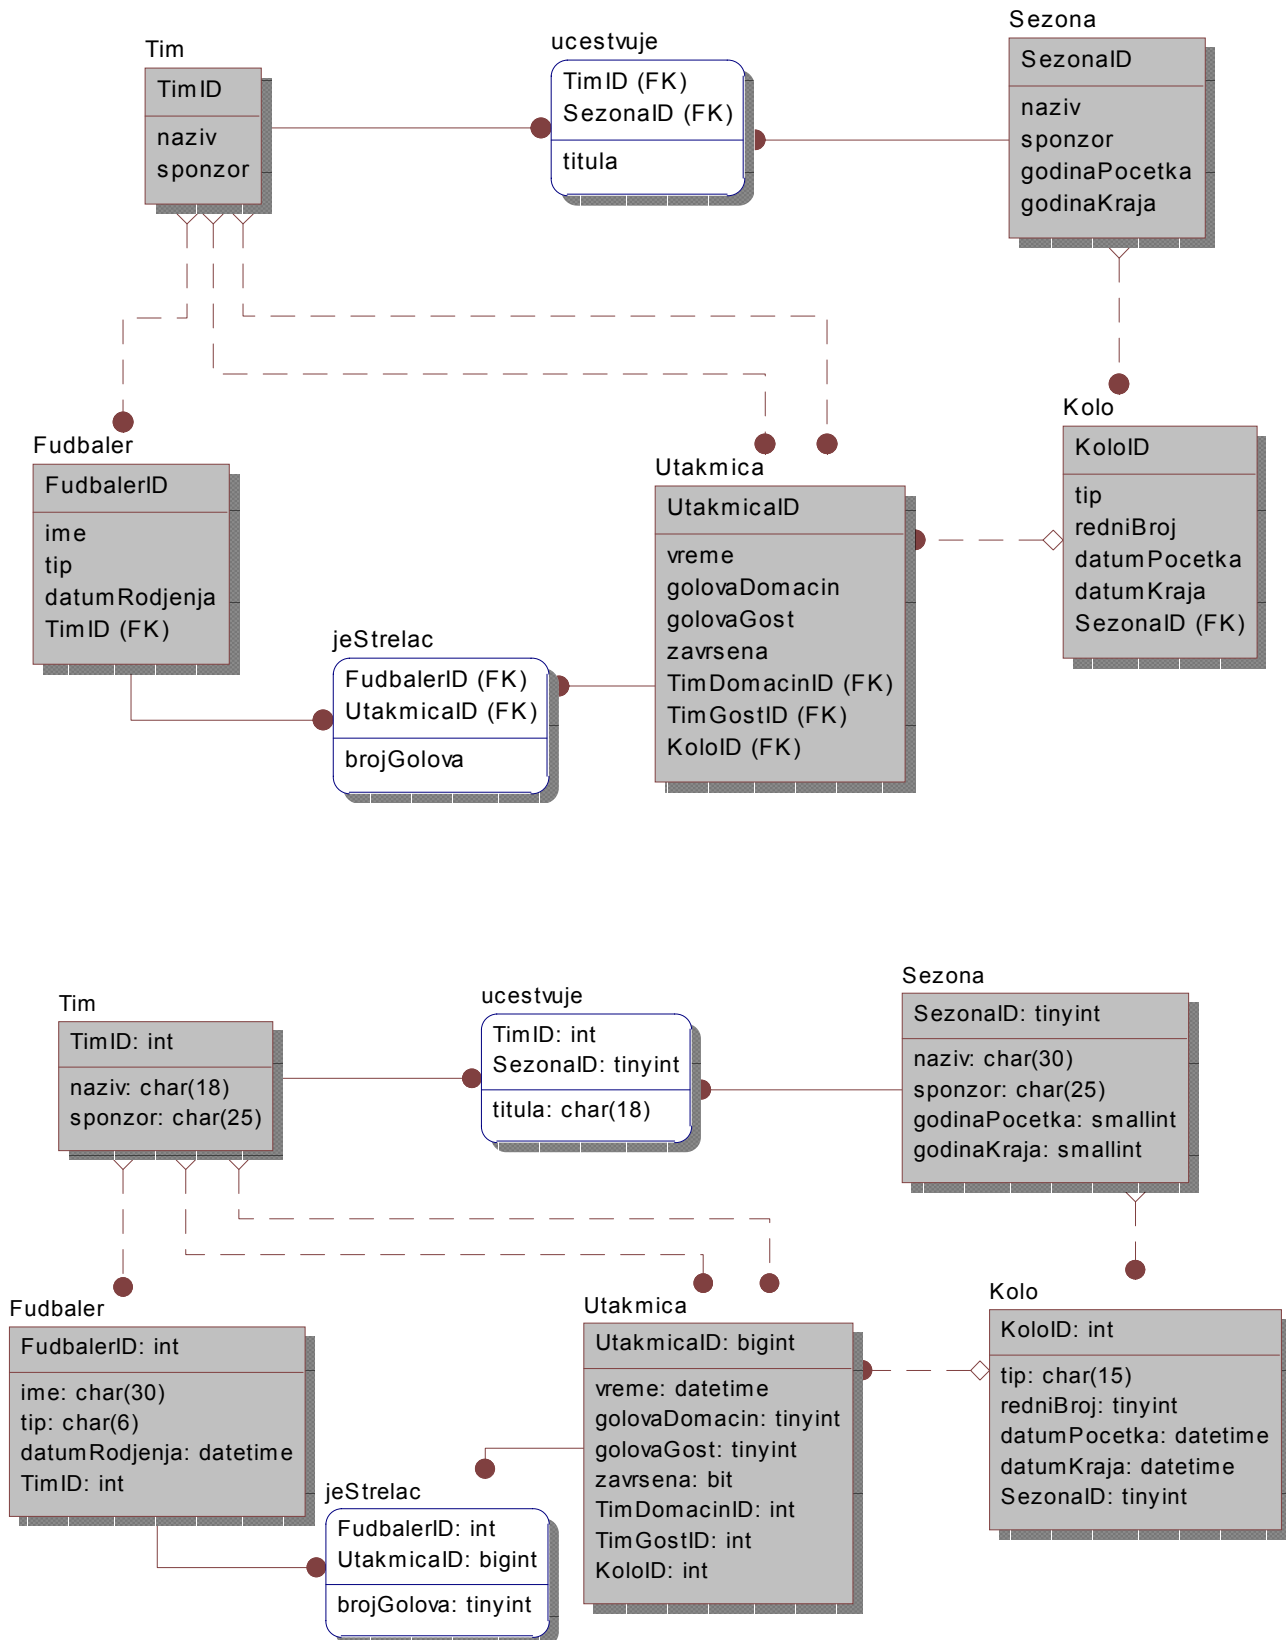 Tim
TimID
naziv
sponzor
ucestvuje
TimID (FK)
SezonaID (FK)
titula
Sezona
SezonaID
naziv
sponzor
godinaPocetka
godinaKraja
Fudbaler
FudbalerID
ime
tip
datumRodjenja
TimID (FK)
jeStrelac
FudbalerID (FK)
UtakmicaID (FK)
brojGolova
Utakmica
UtakmicaID
vreme
golovaDomacin
golovaGost
zavrsena
TimDomacinID (FK)
TimGostID (FK)
KoloID (FK)
Kolo
KoloID
tip
redniBroj
datumPocetka
datumKraja
SezonaID (FK)
Tim
TimID: int
naziv: char(18)
sponzor: char(25)
ucestvuje
TimID: int
SezonaID: tinyint
titula: char(18)
Sezona
SezonaID: tinyint
naziv: char(30)
sponzor: char(25)
godinaPocetka: smallint
godinaKraja: smallint
Fudbaler
FudbalerID: int
ime: char(30)
tip: char(6)
datumRodjenja: datetime
TimID: int
jeStrelac
FudbalerID: int
UtakmicaID: bigint
brojGolova: tinyint
Utakmica
UtakmicaID: bigint
vreme: datetime
golovaDomacin: tinyint
golovaGost: tinyint
zavrsena: bit
TimDomacinID: int
TimGostID: int
KoloID: int
Kolo
KoloID: int
tip: char(15)
redniBroj: tinyint
datumPocetka: datetime
datumKraja: datetime
SezonaID: tinyint